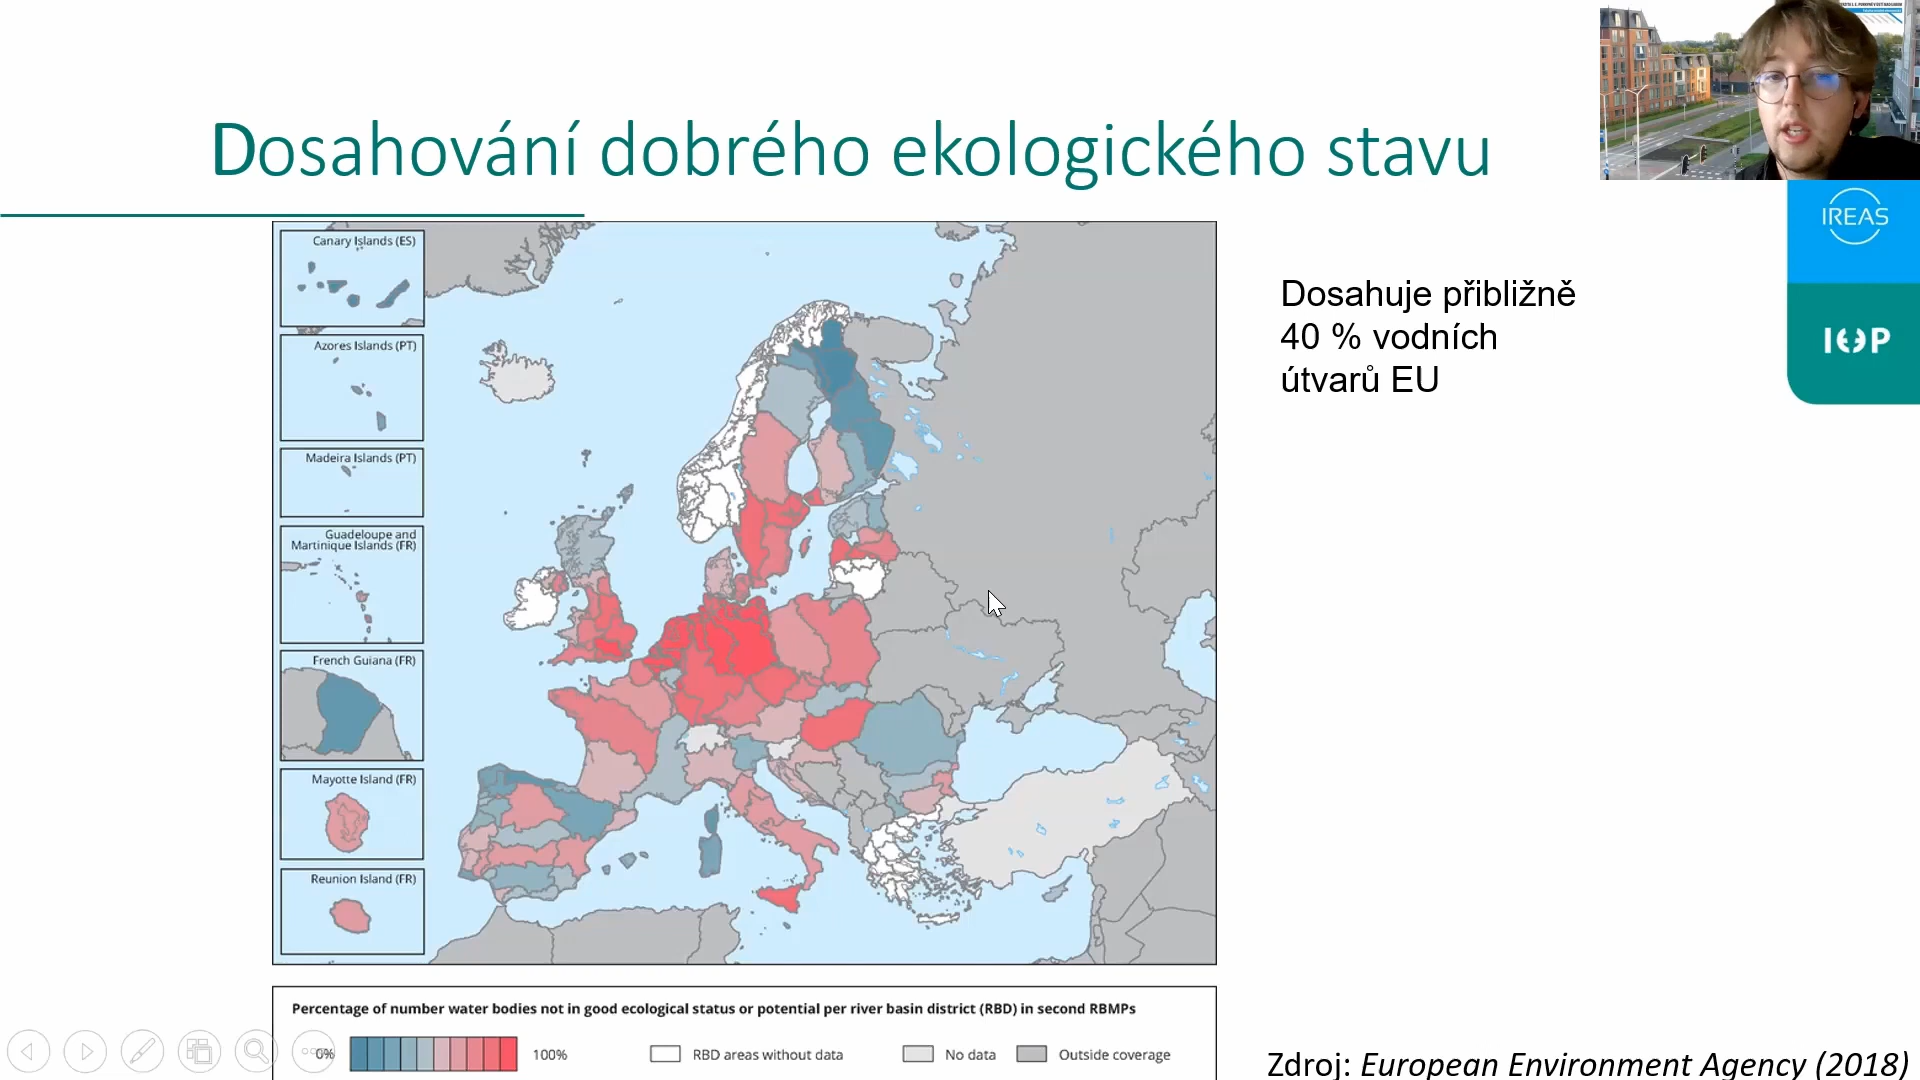 Dosahování dobrého ekologického stavu
IREAS
IEEP
Canary Islands (ES)
Azores Islands (PT)
Madeira Islands (PT)
Guadeloupe and
Martinique Islands (FR)
French Guiana (FR)
Mayotte Island (FR)
Reunion Island (FR)
Dosahuje přibližně
40 % vodních
útvarů EU
Percentage of number water bodies not in good ecological status or potential per river basin district (RBD) in second RBMPs
0% 100% RBD areas without data No data Outside coverage
Zdroj: European Environment Agency (2018)